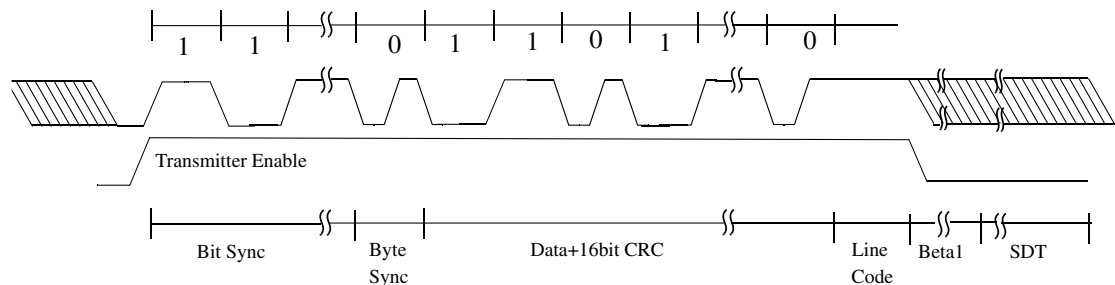 1 1 0 1 1 0 1 0
Transmitter Enable
Bit Sync
Byte
Sync
Data+16bit CRC
Line
Code
Beta1
SDT